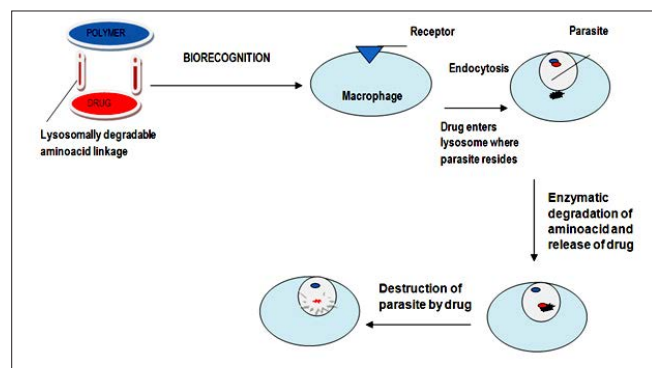 POLYMER
DRUG
Lysosomally degradable
aminoacid linkage
BIORECOGNITION
Receptor
Macrophage
Endocytosis
Parasite
Drug enters
lysosome where
parasite resides
Enzymatic
degradation of
aminoacid and
release of drug
Destruction of
parasite by drug